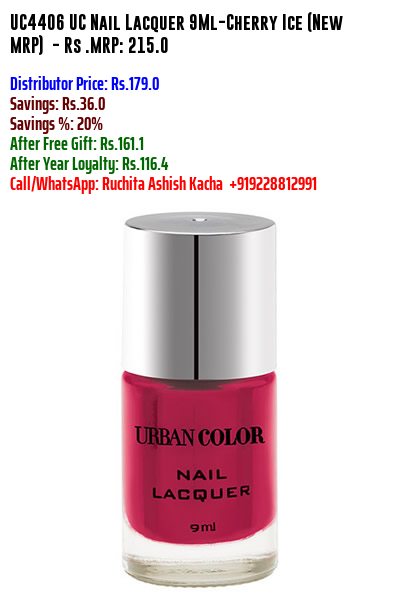 UC4406 UC Nail Lacquer 9Ml-Cherry Ice (New
MRP) - Rs .MRP: 215.0
Distributor Price: Rs.179.0
Savings: Rs.36.0
Savings %: 20%
After Free Gift: Rs.161.1
After Year Loyalty: Rs.116.4
Call/WhatsApp: Ruchita Ashish Kacha +919228812991
URBAN COLOR
NAIL
LACQUER
9ml